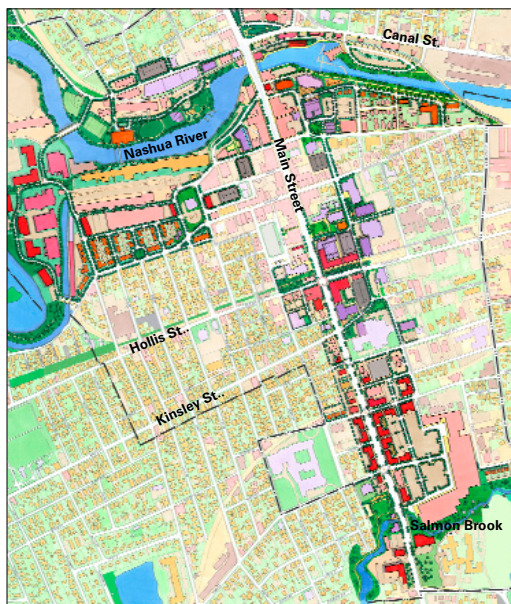 Canal St.
Nashua River
Main Street
Hollis St..
Kinsley St..
Salmon Brook